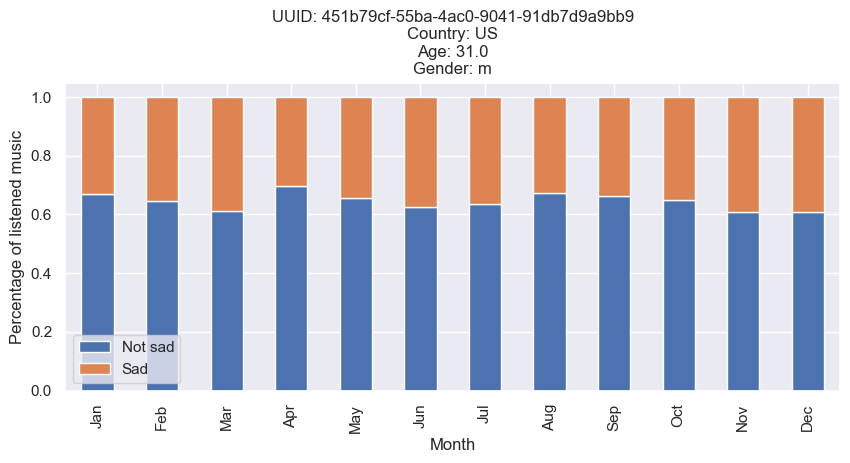 UUID: 451b79cf-55ba-4ac0-9041-91db7d9a9bb9
Country: US
Age: 31.0
Gender: m
Percentage of listened music
1.0
0.8
0.6
0.4
0.2
0.0
Not sad
Sad
Jan Feb Mar Apr May Jun Jul Aug Sep Oct Nov Dec
Month